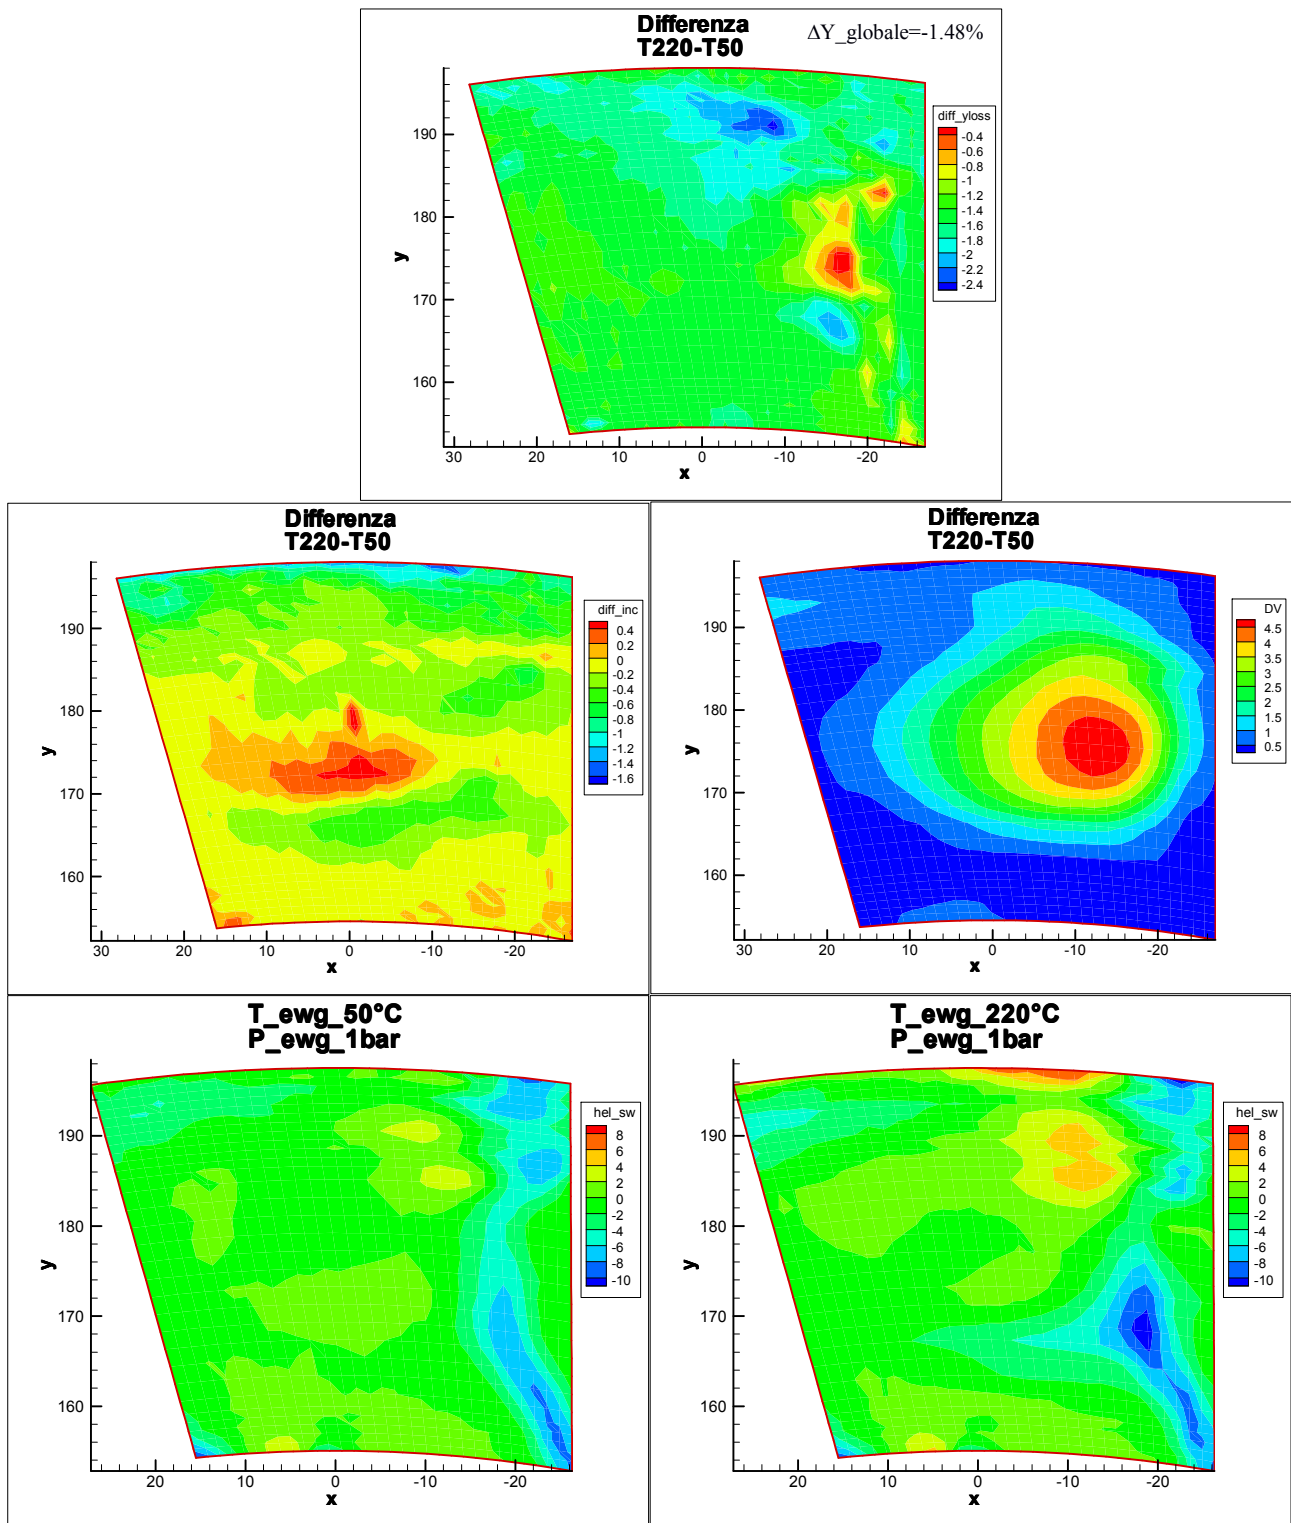 Differenza
T220-T50
ΔY_globale=-1.48%
190
180
170
160
y
30 20 10 0 -10 -20
x
diff_yloss
-0.4
-0.6
-0.8
-1
-1.2
-1.4
-1.6
-1.8
-2
-2.2
-2.4
Differenza
T220-T50
190
180
170
160
y
30 20 10 0 -10 -20
x
diff_inc
0.4
0.2
0
-0.2
-0.4
-0.6
-0.8
-1
-1.2
-1.4
-1.6
Differenza
T220-T50
190
180
170
160
y
30 20 10 0 -10 -20
x
DV
4.5
4
3.5
3
2.5
2
1.5
1
0.5
T_ewg_50°C
P_ewg_1bar
190
180
170
160
y
20 10 0 -10 -20
x
hel_sw
8
6
4
2
0
-2
-4
-6
-8
-10
T_ewg_220°C
P_ewg_1bar
190
180
170
160
y
20 10 0 -10 -20
x
hel_sw
8
6
4
2
0
-2
-4
-6
-8
-10